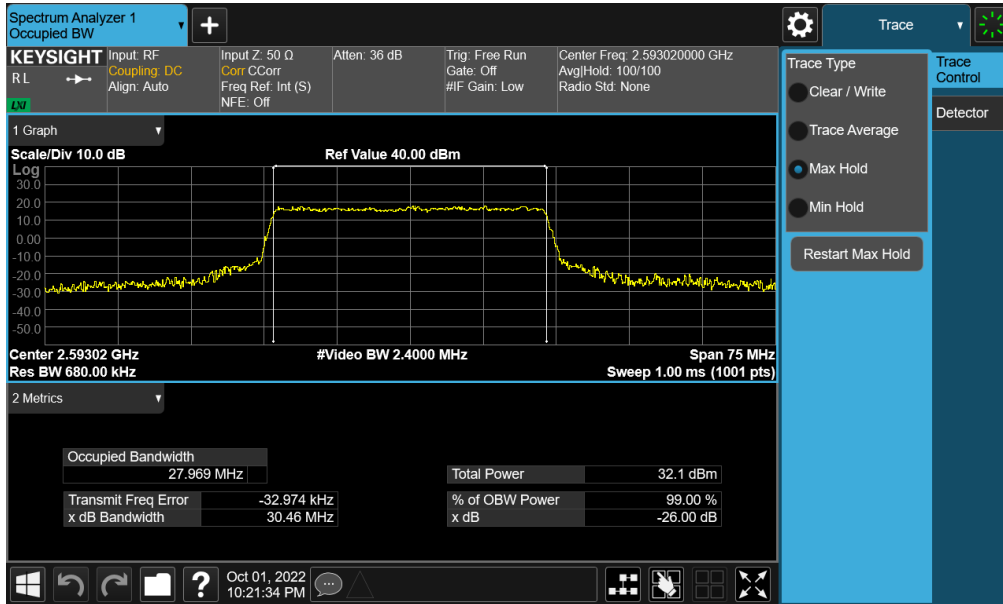 Spectrum Analyzer 1
Occupied BW
+
Trace
KEYSIGHT
R L
LXI
Input: RF
Coupling: DC
Align: Auto
Input Z: 50 Ω
Corr CCorr
Freq Ref: Int (S)
NFE: Off
Atten: 36 dB
Trig: Free Run
Gate: Off
#IF Gain: Low
Center Freq: 2.593020000 GHz
Avg|Hold: 100/100
Radio Std: None
Trace Type
Clear / Write
Trace Average
Max Hold
Min Hold
Restart Max Hold
Trace
Control
Detector
1 Graph
Scale/Div 10.0 dB
Ref Value 40.00 dBm
Log
30.0
20.0
10.0
0.00
-10.0
-20.0
-30.0
-40.0
-50.0
Center 2.59302 GHz
#Video BW 2.4000 MHz
Span 75 MHz
Res BW 680.00 kHz
Sweep 1.00 ms (1001 pts)
2 Metrics
Occupied Bandwidth
27.969 MHz
Total Power 32.1 dBm
Transmit Freq Error -32.974 kHz
% of OBW Power 99.00 %
x dB Bandwidth 30.46 MHz
x dB -26.00 dB
?
Oct 01, 2022
10:21:34 PM